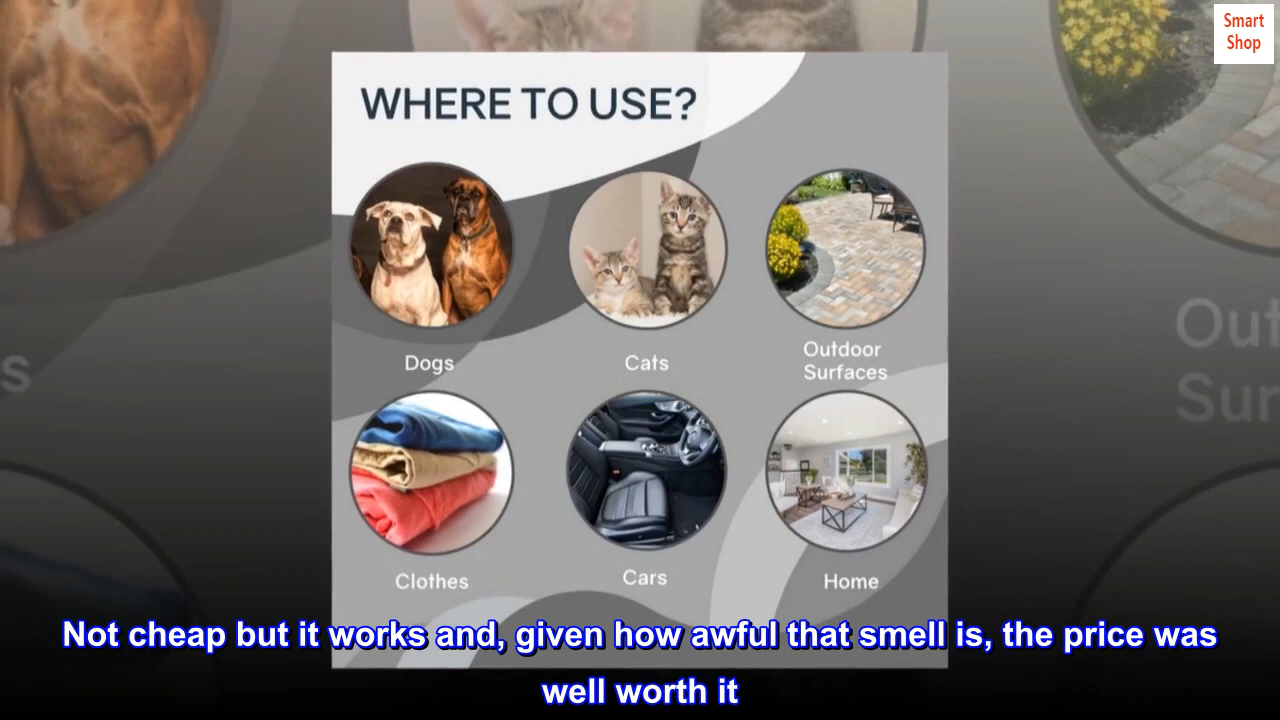 Smart
Shop
WHERE TO USE?
Dogs
Cats
Outdoor
Surfaces
Clothes
Cars
Home
Not cheap but it works and, given how awful that smell is, the price was
well worth it